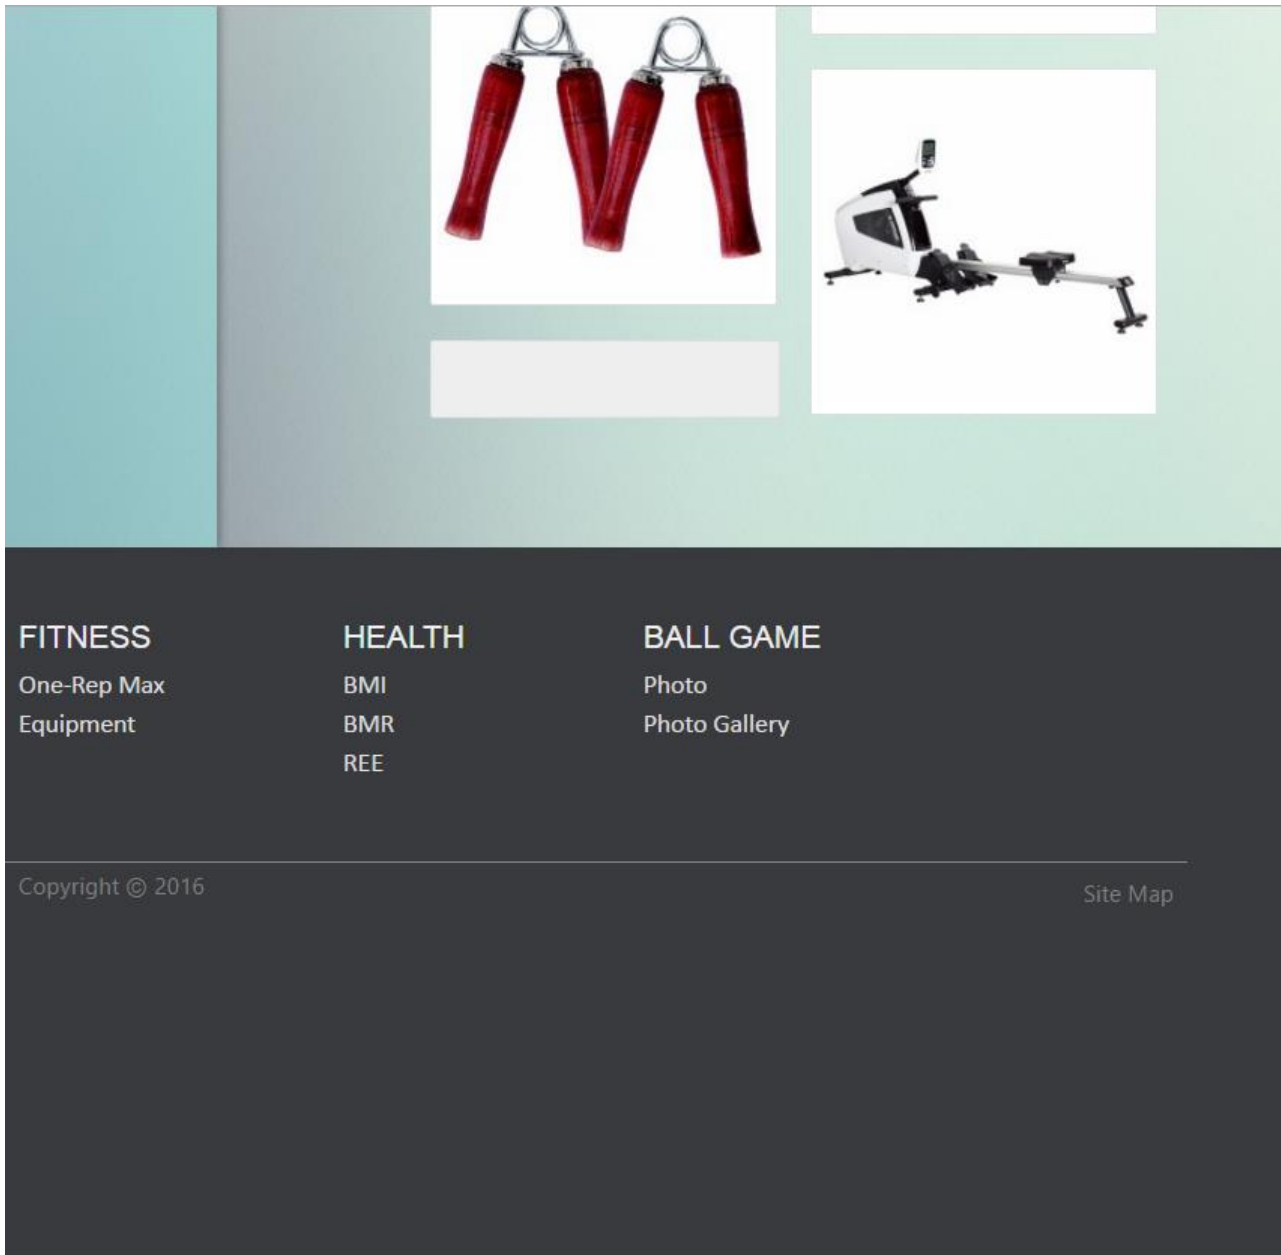 FITNESS
One-Rep Max
Equipment
HEALTH
BMI
BMR
REE
BALL GAME
Photo
Photo Gallery
Copyright © 2016
Site Map